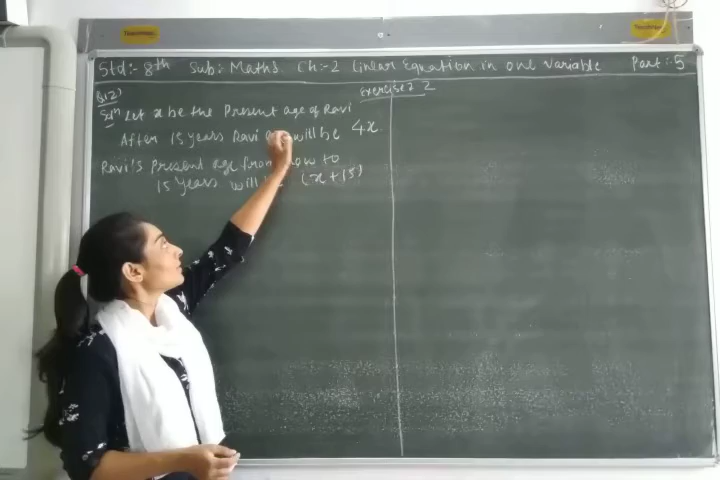 Std:- 8th Sub: Maths. Ch:-2 Linear Equation in one variable Part:5
Exercise 2.2
Q.12)
Soln Let x be the Present age of Ravi
After 15 years Ravi will be 4x
Ravi's Present age from now to
15 years will (x + 15)